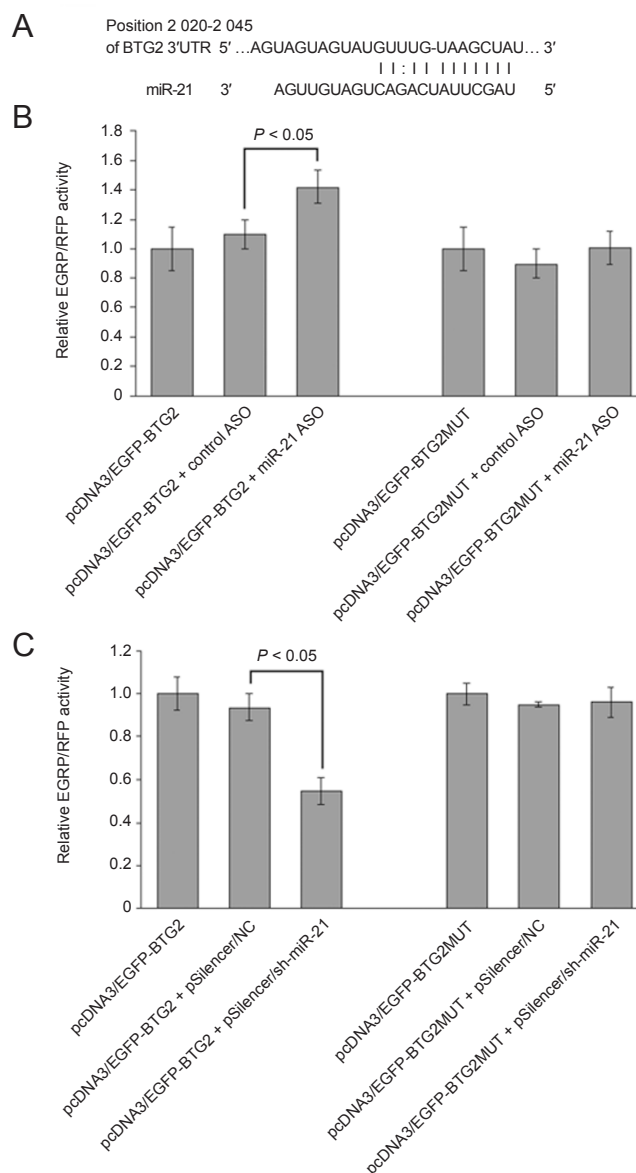 A
Position 2 020-2 045
of BTG2 3′UTR 5′ ...AGUAGUAGUAUGUUUG-UAAGCUAU... 3′
I I : I I I I I I I I I
miR-21 3′ AGUUGUAGUCAGACUAUUCGAU 5′
B
P < 0.05
Relative EGRP/RFP activity
1.8
1.6
1.4
1.2
1.0
0.8
0.6
0.4
0.2
0
pcDNA3/EGFP-BTG2
pcDNA3/EGFP-BTG2 + control ASO
pcDNA3/EGFP-BTG2 + miR-21 ASO
pcDNA3/EGFP-BTG2MUT
pcDNA3/EGFP-BTG2MUT + control ASO
pcDNA3/EGFP-BTG2MUT + miR-21 ASO
C
P < 0.05
Relative EGRP/RFP activity
1.2
1.0
0.8
0.6
0.4
0.2
0
pcDNA3/EGFP-BTG2
pcDNA3/EGFP-BTG2 + pSilencer/NC
pcDNA3/EGFP-BTG2 + pSilencer/sh-miR-21
pcDNA3/EGFP-BTG2MUT
pcDNA3/EGFP-BTG2MUT + pSilencer/NC
pcDNA3/EGFP-BTG2MUT + pSilencer/sh-miR-21